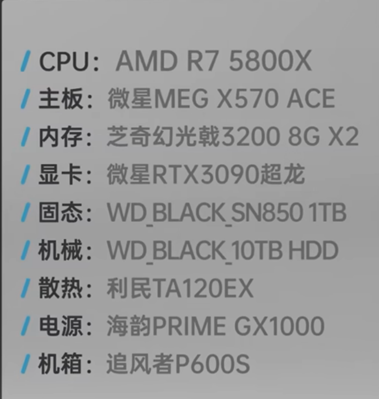 CPU： AMD R7 5800X
主板： 微星MEG X570 ACE
内存： 芝奇幻光戟3200 8G X2
显卡： 微星RTX3090超龙
固态： WD_BLACK_SN850 1TB
机械： WD_BLACK_10TB HDD
散热： 利民TA120EX
电源： 海韵PRIME GX1000
机箱： 追风者P600S